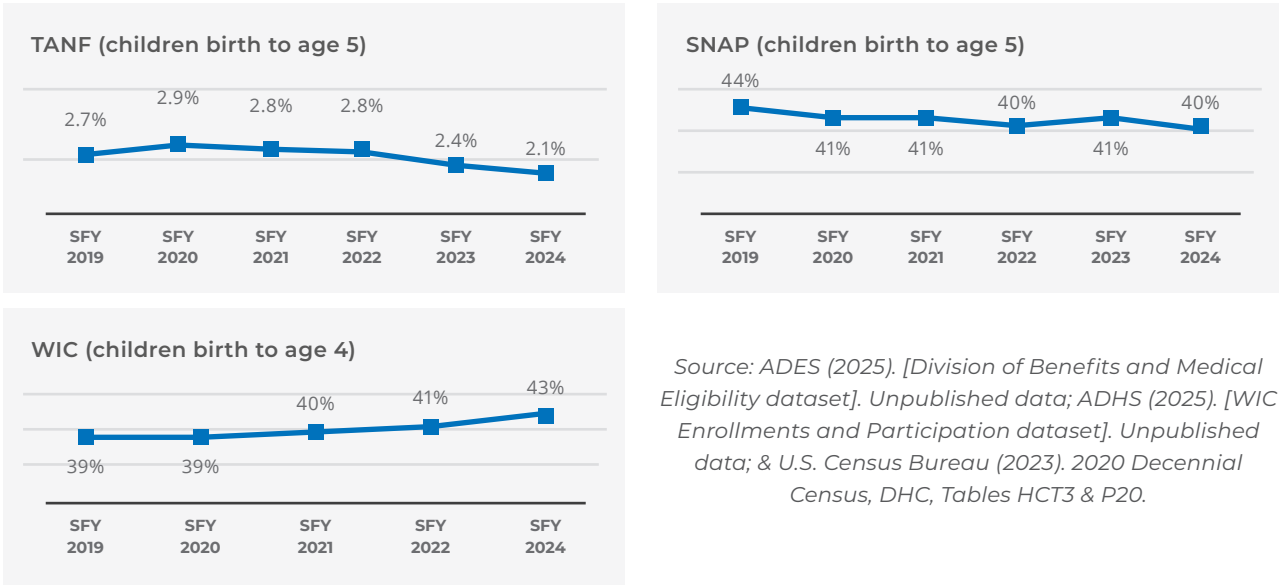 TANF (children birth to age 5)
2.7%
2.9%
2.8%
2.8%
2.4%
2.1%
SFY SFY SFY SFY SFY SFY
2019 2020 2021 2022 2023 2024
SNAP (children birth to age 5)
44%
41%
41%
40%
41%
40%
SFY SFY SFY SFY SFY SFY
2019 2020 2021 2022 2023 2024
WIC (children birth to age 4)
39%
39%
40%
41%
43%
SFY SFY SFY SFY SFY
2019 2020 2021 2022 2024
Source: ADES (2025). [Division of Benefits and Medical
Eligibility dataset]. Unpublished data; ADHS (2025). [WIC
Enrollments and Participation dataset]. Unpublished
data; & U.S. Census Bureau (2023). 2020 Decennial
Census, DHC, Tables HCT3 & P20.